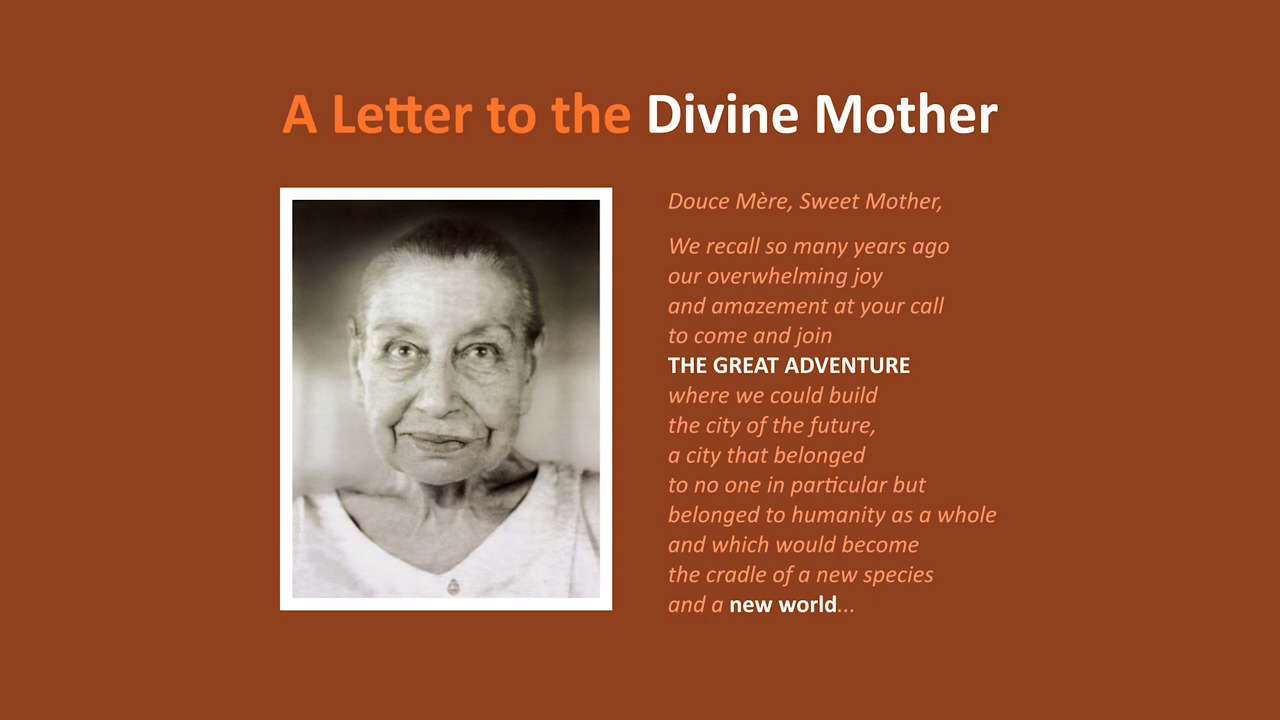 A Letter to the Divine Mother
Douce Mère, Sweet Mother,
We recall so many years ago
our overwhelming joy
and amazement at your call
to come and join
THE GREAT ADVENTURE
where we could build
the city of the future,
a city that belonged
to no one in particular but
belonged to humanity as a whole
and which would become
the cradle of a new species
and a new world...